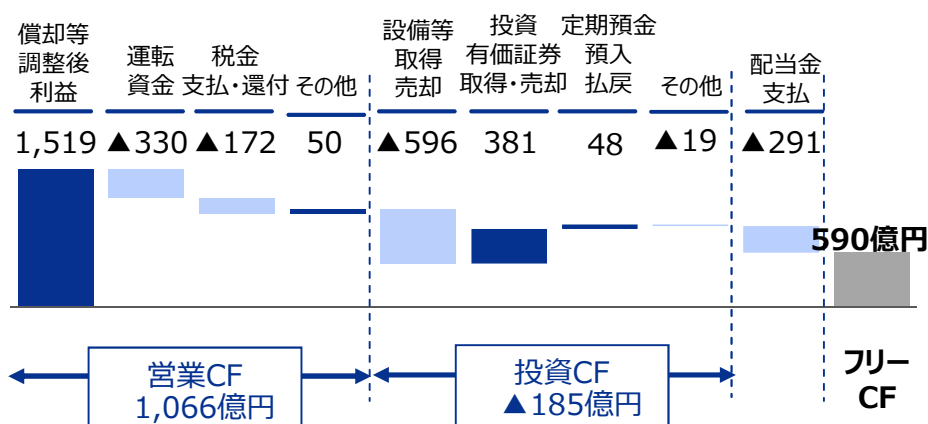 償却等
調整後
利益
運転
資金
税金
支払・還付
その他
設備等
取得
売却
投資
有価証券
取得・売却
定期預金
預入
払戻
その他
配当金
支払
1,519
▲330
▲172
50
▲596
381
48
▲19
▲291
590億円
営業CF
1,066億円
投資CF
▲185億円
フリー
CF